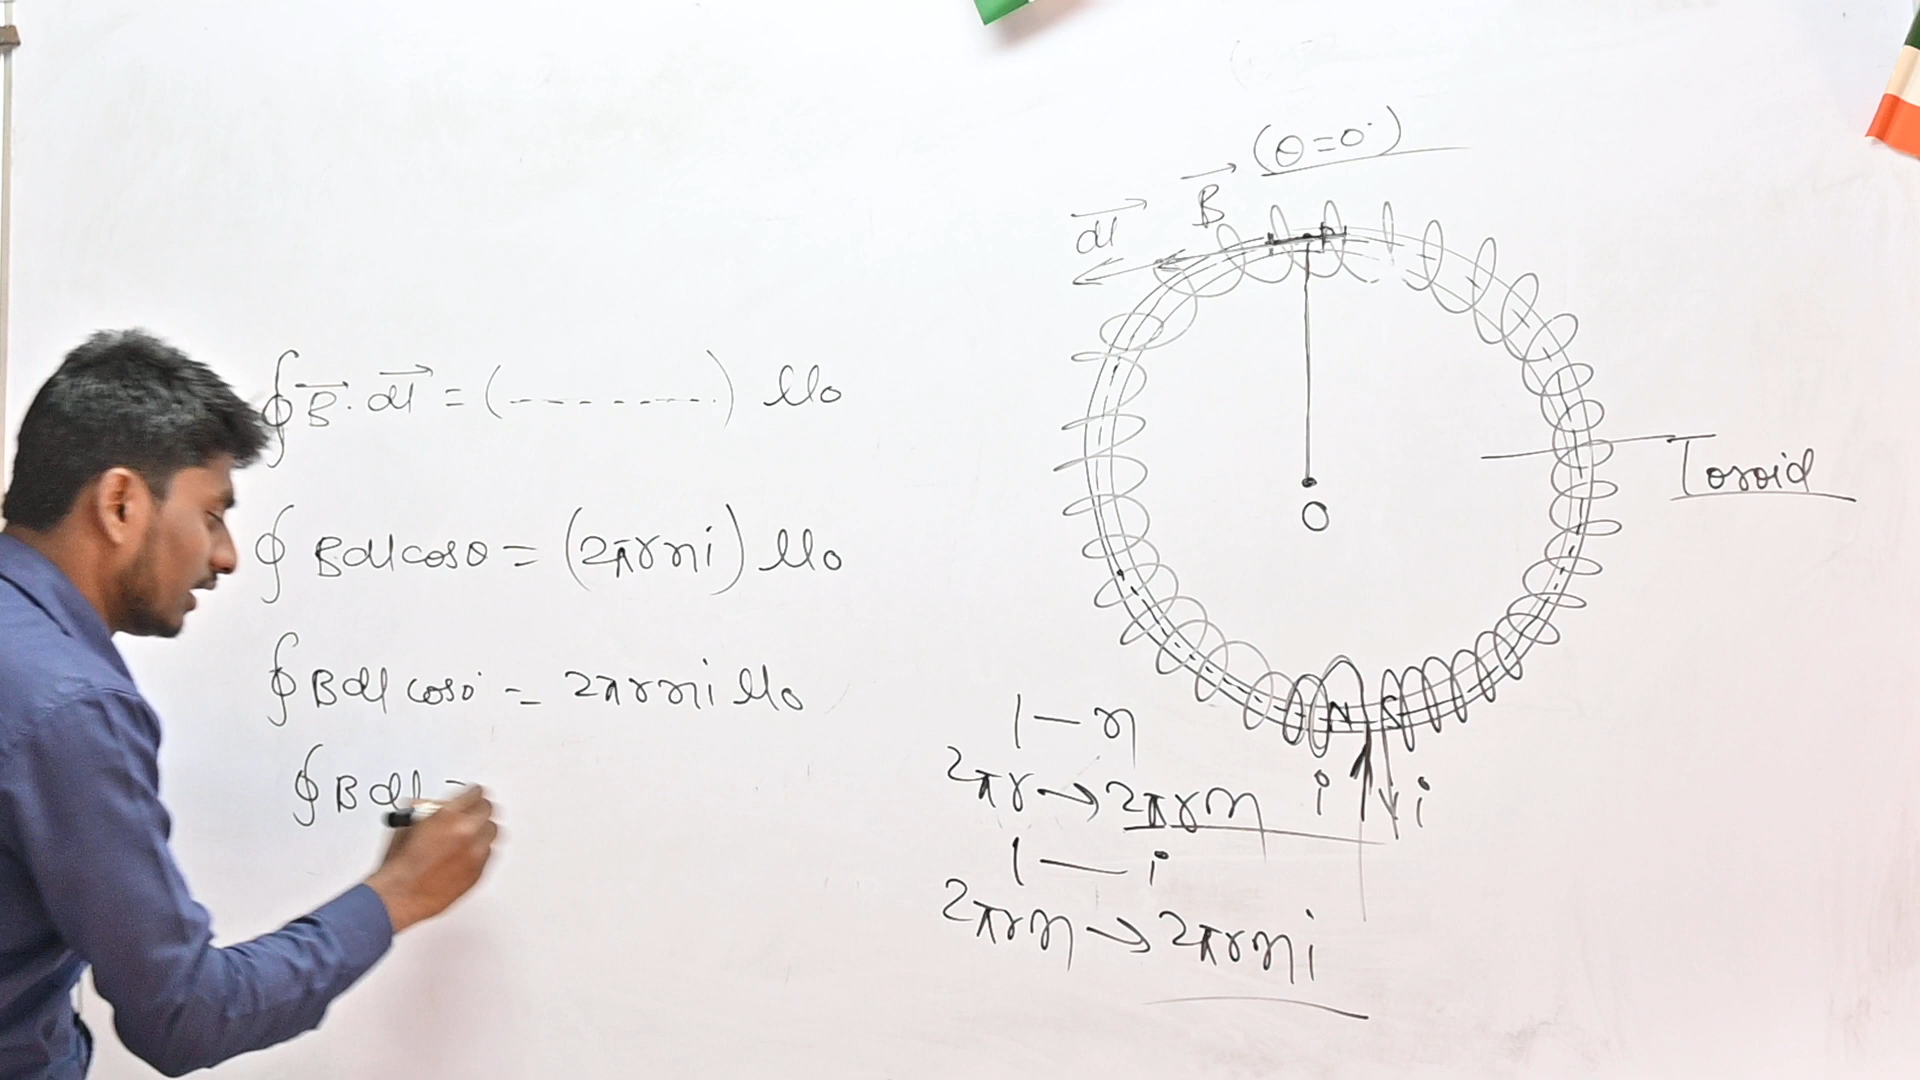 ∮ B⃗ · dl⃗ = (----------) μ₀
∮ Bdl cosθ = (2πrni) μ₀
∮ Bdl cos0° = 2πrni μ₀
∮ Bdl =
(θ=0°)
dl⃗ B⃗
O
Toroid
N S
i i
1 — n
2πr → 2πrn
1 — i
2πrn → 2πrni